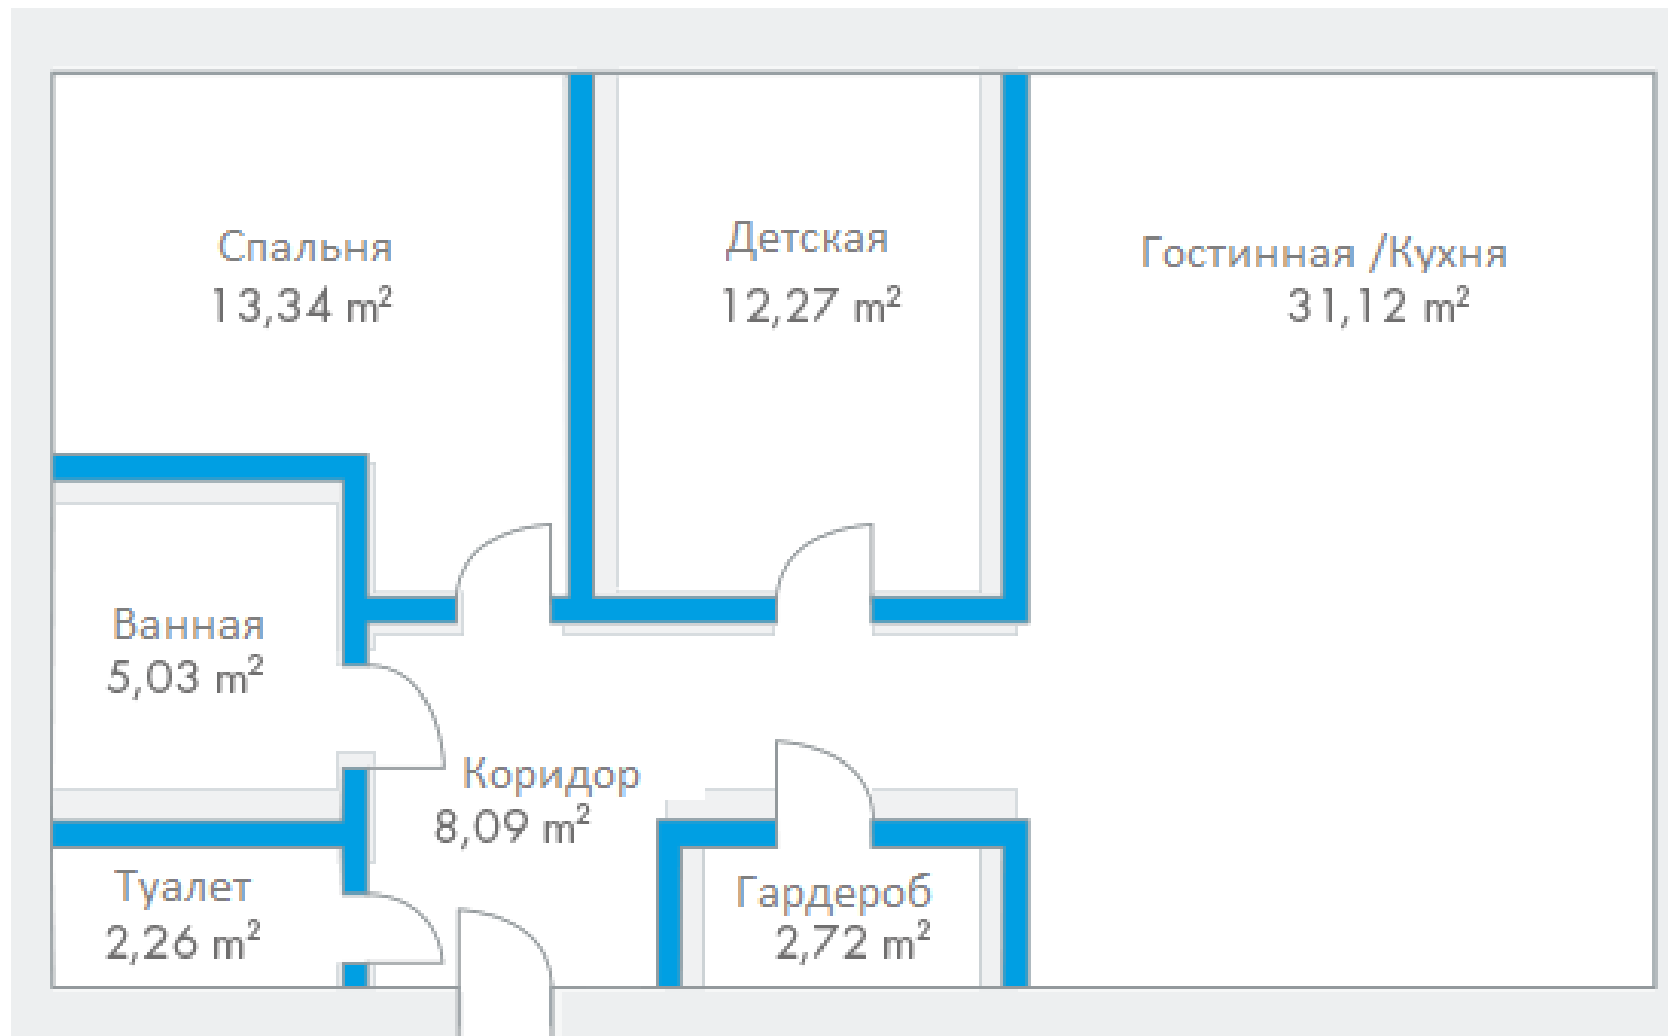 Спальня
13,34 m²
Детская
12,27 m²
Гостинная /Кухня
31,12 m²
Ванная
5,03 m²
Коридор
8,09 m²
Туалет
2,26 m²
Гардероб
2,72 m²